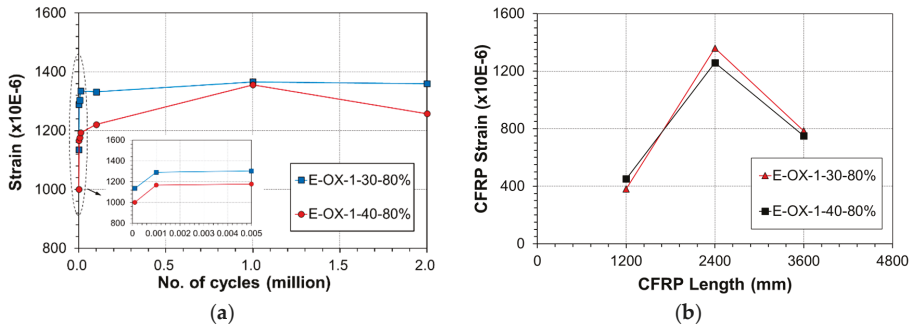 1600
1400
1200
1000
800
Strain (x10E-6)
1600
1400
1200
1000
800
0 0.001 0.002 0.003 0.004 0.005
E-OX-1-30-80%
E-OX-1-40-80%
0.0 0.5 1.0 1.5 2.0
No. of cycles (million)
(a)
1600
1200
800
400
0
CFRP Strain (x10E-6)
E-OX-1-30-80%
E-OX-1-40-80%
0 1200 2400 3600 4800
CFRP Length (mm)
(b)